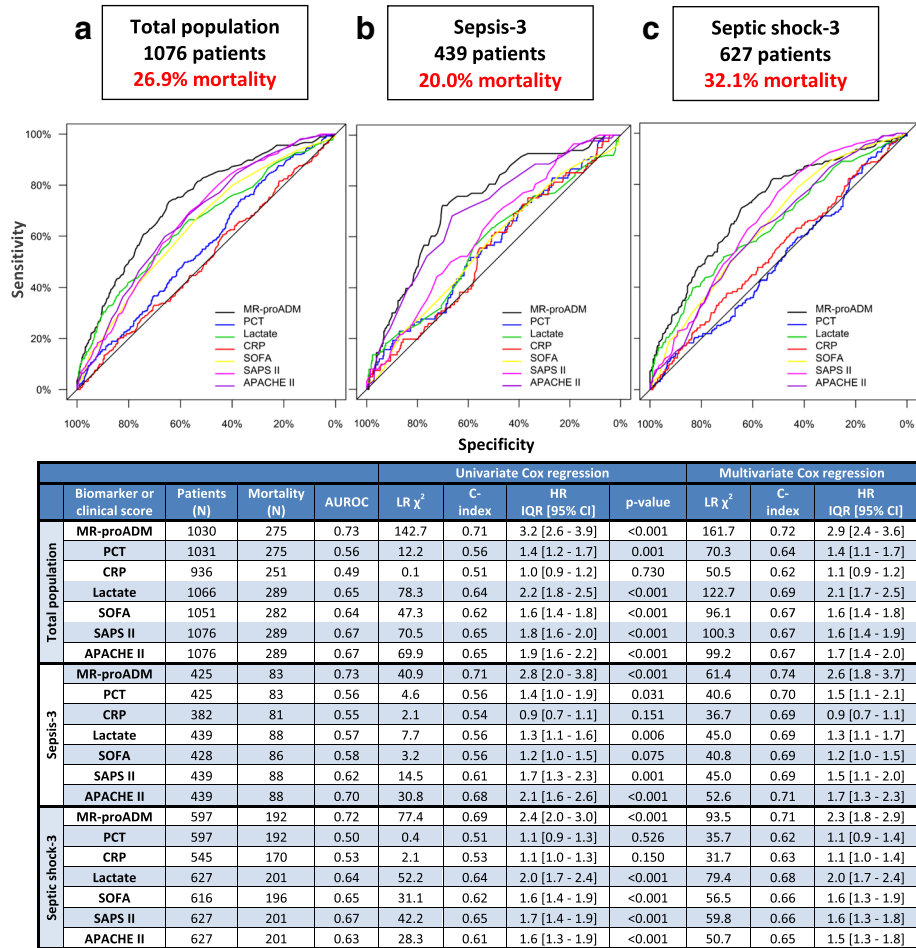 a
Total population
1076 patients
26.9% mortality
b
Sepsis-3
439 patients
20.0% mortality
c
Septic shock-3
627 patients
32.1% mortality
Sensitivity
100%
80%
60%
40%
20%
0%
MR-proADM
PCT
Lactate
CRP
SOFA
SAPS II
APACHE II
100% 80% 60% 40% 20% 0%
MR-proADM
PCT
Lactate
CRP
SOFA
SAPS II
APACHE II
100% 80% 60% 40% 20% 0%
MR-proADM
PCT
Lactate
CRP
SOFA
SAPS II
APACHE II
100% 80% 60% 40% 20% 0%
100%
80%
60%
40%
20%
0%
100%
80%
60%
40%
20%
0%
Specificity
Univariate Cox regression Multivariate Cox regression
Biomarker or clinical score Patients (N) Mortality (N) AUROC LR χ² C-index HR IQR [95% CI] p-value LR χ² C-index HR IQR [95% CI]
Total population
MR-proADM 1030 275 0.73 142.7 0.71 3.2 [2.6 - 3.9] <0.001 161.7 0.72 2.9 [2.4 - 3.6]
PCT 1031 275 0.56 12.2 0.56 1.4 [1.2 - 1.7] 0.001 70.3 0.64 1.4 [1.1 - 1.7]
CRP 936 251 0.49 0.1 0.51 1.0 [0.9 - 1.2] 0.730 50.5 0.62 1.1 [0.9 - 1.2]
Lactate 1066 289 0.65 78.3 0.64 2.2 [1.8 - 2.5] <0.001 122.7 0.69 2.1 [1.7 - 2.5]
SOFA 1051 282 0.64 47.3 0.62 1.6 [1.4 - 1.8] <0.001 96.1 0.67 1.6 [1.4 - 1.8]
SAPS II 1076 289 0.67 70.5 0.65 1.8 [1.6 - 2.0] <0.001 100.3 0.67 1.6 [1.4 - 1.9]
APACHE II 1076 289 0.67 69.9 0.65 1.9 [1.6 - 2.2] <0.001 99.2 0.67 1.7 [1.4 - 2.0]
Sepsis-3
MR-proADM 425 83 0.73 40.9 0.71 2.8 [2.0 - 3.8] <0.001 61.4 0.74 2.6 [1.8 - 3.7]
PCT 425 83 0.56 4.6 0.56 1.4 [1.0 - 1.9] 0.031 40.6 0.70 1.5 [1.1 - 2.1]
CRP 382 81 0.55 2.1 0.54 0.9 [0.7 - 1.1] 0.151 36.7 0.69 0.9 [0.7 - 1.1]
Lactate 439 88 0.57 7.7 0.56 1.3 [1.1 - 1.6] 0.006 45.0 0.69 1.3 [1.1 - 1.7]
SOFA 428 86 0.58 3.2 0.56 1.2 [1.0 - 1.5] 0.075 40.8 0.69 1.2 [1.0 - 1.5]
SAPS II 439 88 0.62 14.5 0.61 1.7 [1.3 - 2.3] 0.001 45.0 0.69 1.5 [1.1 - 2.0]
APACHE II 439 88 0.70 30.8 0.68 2.1 [1.6 - 2.6] <0.001 52.6 0.71 1.7 [1.3 - 2.3]
Septic shock-3
MR-proADM 597 192 0.72 77.4 0.69 2.4 [2.0 - 3.0] <0.001 93.5 0.71 2.3 [1.8 - 2.9]
PCT 597 192 0.50 0.4 0.51 1.1 [0.9 - 1.3] 0.526 35.7 0.62 1.1 [0.9 - 1.4]
CRP 545 170 0.53 2.1 0.53 1.1 [1.0 - 1.3] 0.150 31.7 0.63 1.1 [1.0 - 1.4]
Lactate 627 201 0.64 52.2 0.64 2.0 [1.7 - 2.4] <0.001 79.4 0.68 2.0 [1.7 - 2.4]
SOFA 616 196 0.65 31.1 0.62 1.6 [1.4 - 1.9] <0.001 56.5 0.66 1.6 [1.3 - 1.9]
SAPS II 627 201 0.67 42.2 0.65 1.7 [1.4 - 1.9] <0.001 59.8 0.66 1.6 [1.3 - 1.8]
APACHE II 627 201 0.63 28.3 0.61 1.6 [1.3 - 1.9] <0.001 50.7 0.65 1.5 [1.3 - 1.8]